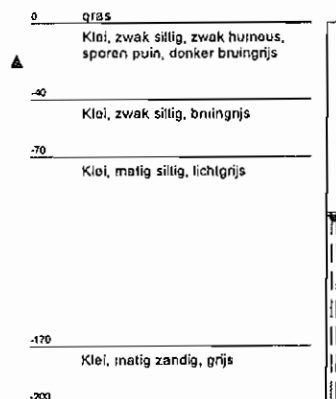 0 gras
Klei, zwak siltig, zwak humous,
sporen puin, donker bruingrijs
-40
Klei, zwak siltig, bruingrijs
-70
Klei, matig siltig, lichtgrijs
-170
Klei, matig zandig, grijs
-200